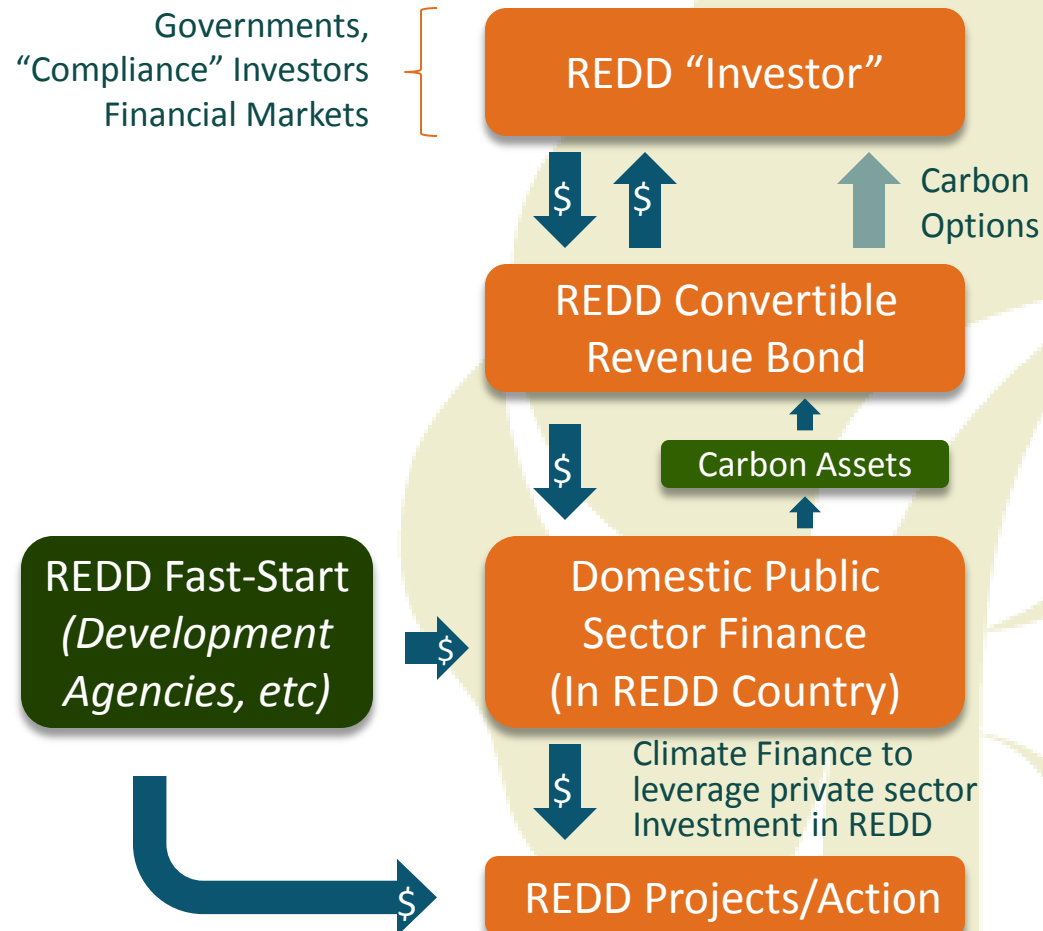 Governments,
“Compliance” Investors
Financial Markets
REDD “Investor”
$
$
Carbon
Options
REDD Convertible
Revenue Bond
$
Carbon Assets
REDD Fast-Start
(Development
Agencies, etc)
$
Domestic Public
Sector Finance
(In REDD Country)
$
Climate Finance to
leverage private sector
Investment in REDD
$
REDD Projects/Action